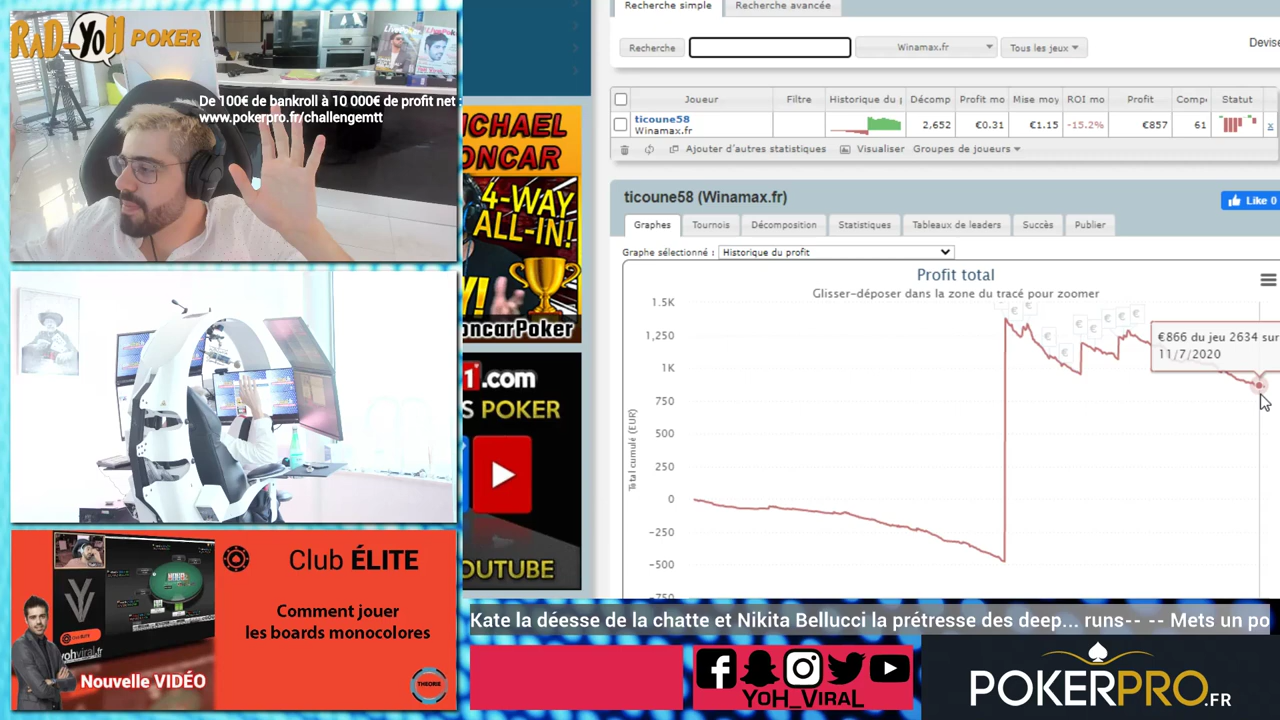 RAD-YOH POKER
De 100€ de bankroll à 10 000€ de profit net :
www.pokerpro.fr/challengemtt
Club ÉLITE
Comment jouer
les boards monocolores
yohviral.fr
Nouvelle VIDÉO
THEORIE
ICHAEL
ONCAR
4-WAY
ALL-IN!
Y!
oncarPoker
1.com
S POKER
OUTUBE
Recherche simple
Recherche avancée
Recherche
Winamax.fr
Tous les jeux
Devise
Joueur
Filtre
Historique du p
Décomp
Profit mo
Mise moy
ROI mo
Profit
Comp
Statut
ticoune58
Winamax.fr
2,652
€0.31
€1.15
-15.2%
€857
61
x
Ajouter d'autres statistiques
Visualiser
Groupes de joueurs
ticoune58 (Winamax.fr)
Like 0
Graphes
Tournois
Décomposition
Statistiques
Tableaux de leaders
Succès
Publier
Graphe sélectionné :
Historique du profit
Profit total
Glisser-déposer dans la zone du tracé pour zoomer
Total cumulé (EUR)
1.5K
1,250
1K
750
500
250
0
-250
-500
-750
€866 du jeu 2634 sur
11/7/2020
Kate la déesse de la chatte et Nikita Bellucci la prétresse des deep... runs-- -- Mets un po
YoH_ViraL
POKERPRO.FR